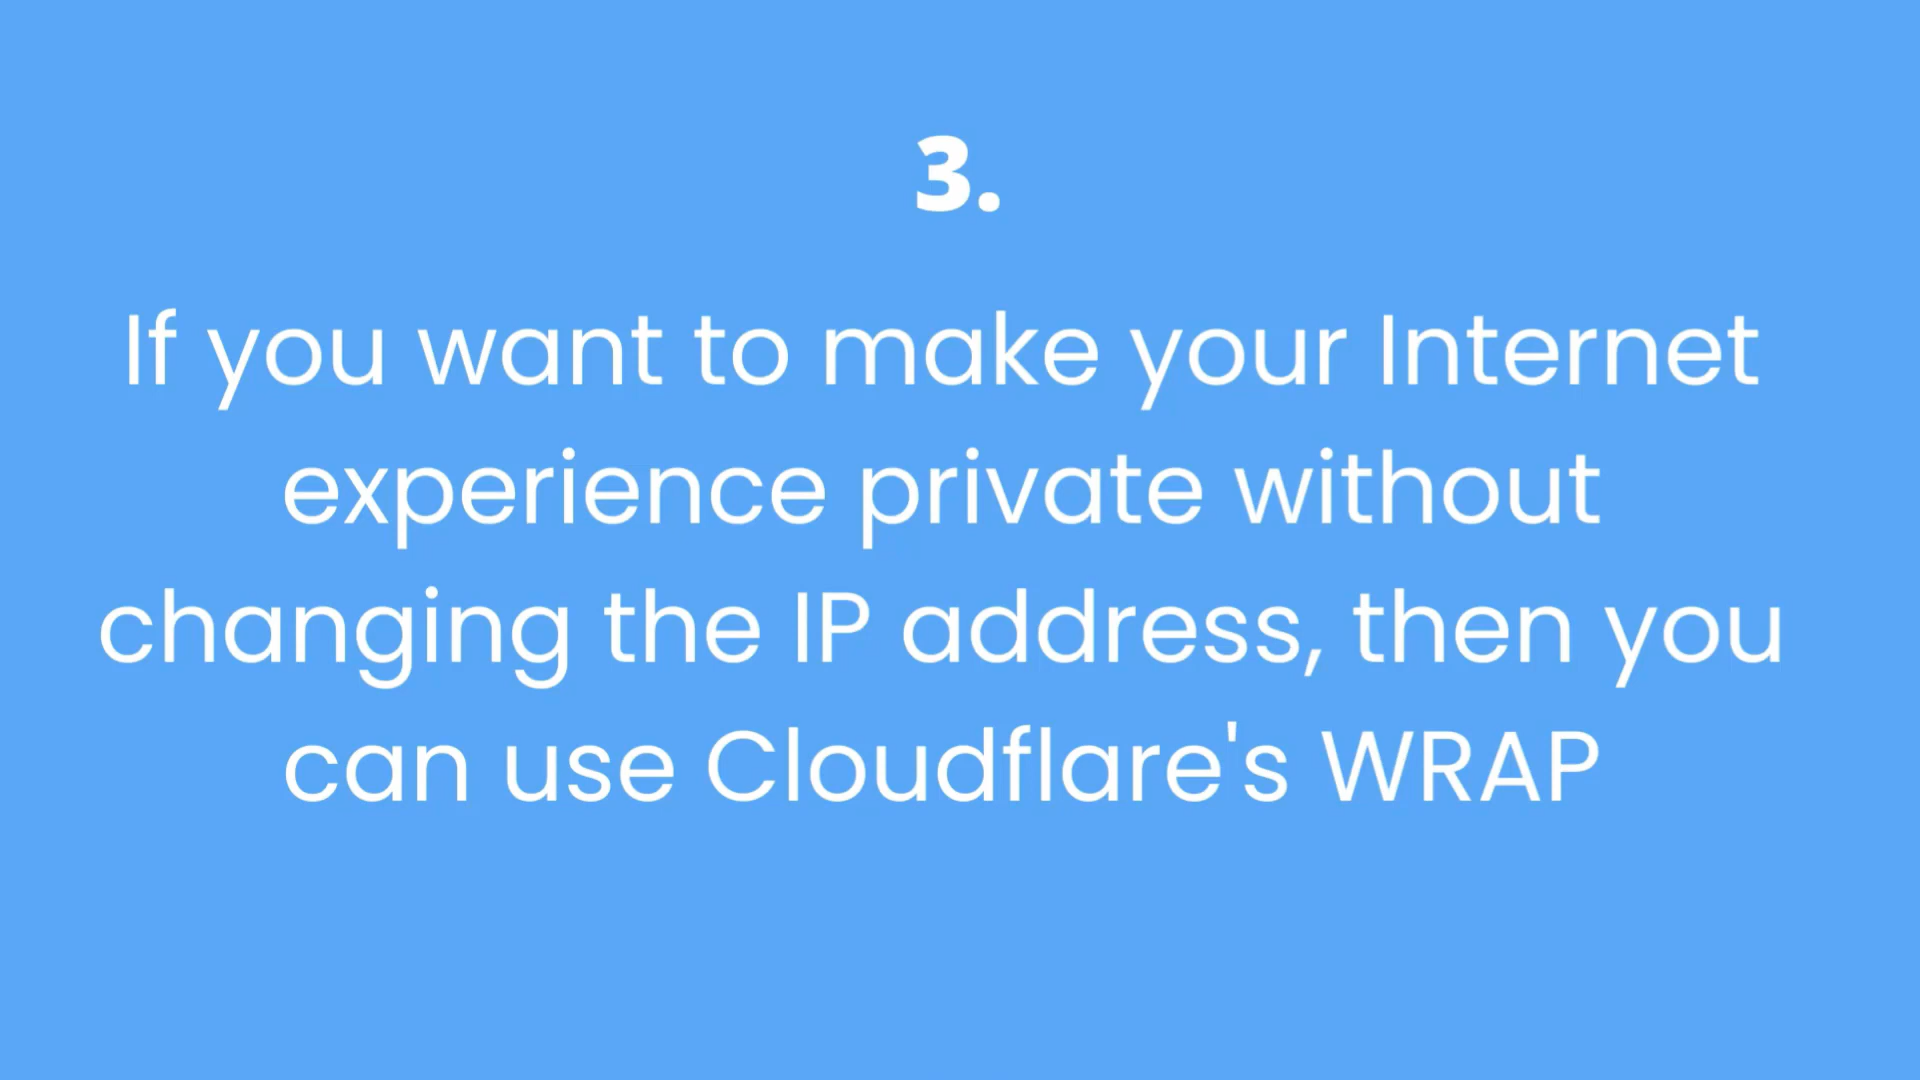 3.
If you want to make your Internet
experience private without
changing the IP address, then you
can use Cloudflare's WRAP